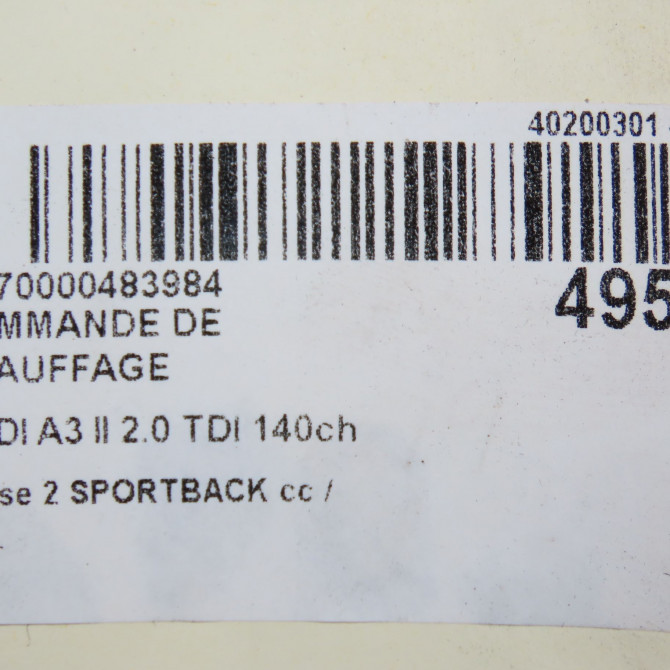 40200301
70000483984
495
MMANDE DE
AUFFAGE
DI A3 II 2.0 TDI 140ch
se 2 SPORTBACK cc /